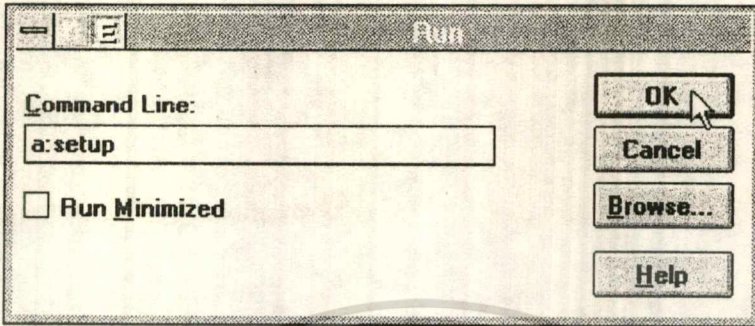 Run
Command Line:
a:setup
Run Minimized
OK
Cancel
Browse...
Help